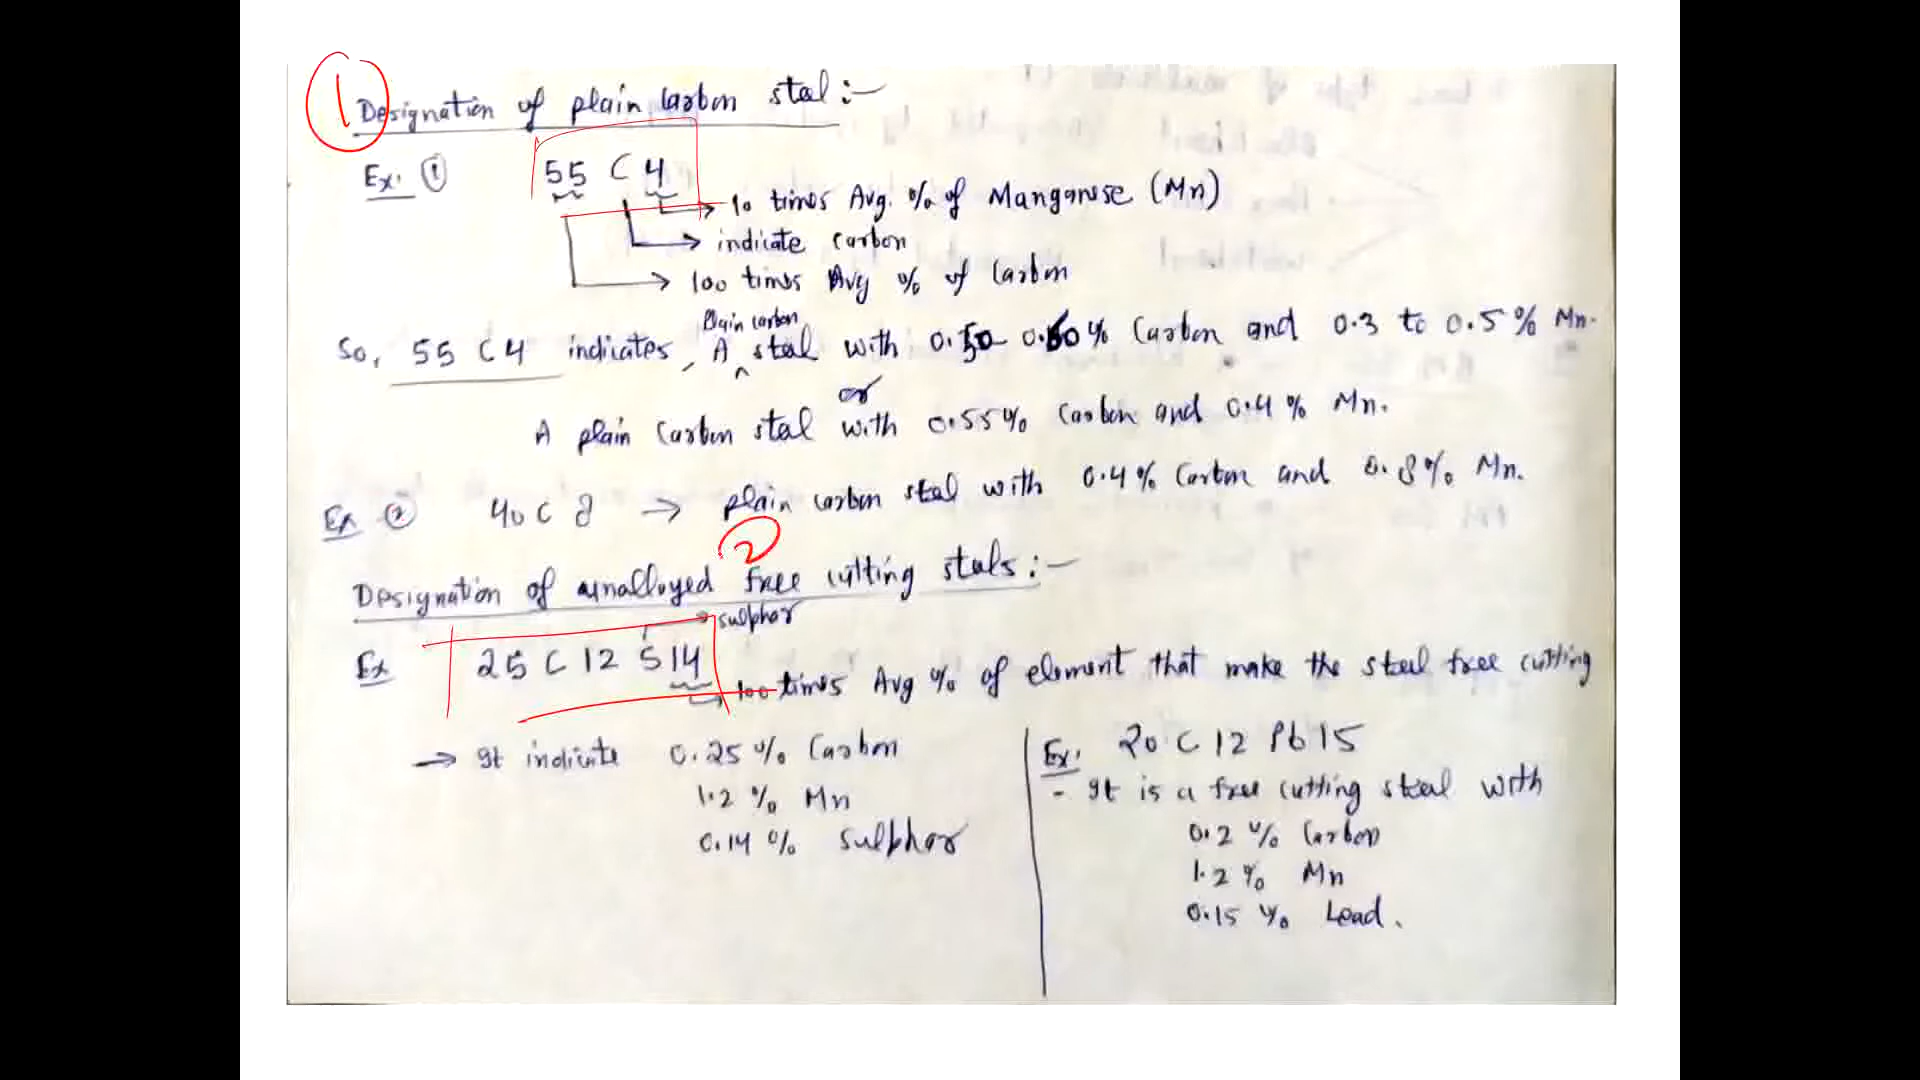 1
Designation of plain carbon steel :-
Ex. ① 55 C 4
10 times Avg. % of Manganese (Mn)
indicate carbon
100 times Avg % of Carbon
Plain carbon
So, 55 C 4 indicates, A ^ steel with 0.50 0.60% Carbon and 0.3 to 0.5% Mn.
or
A plain carbon steel with 0.55% Carbon and 0.4% Mn.
Ex ② 40 C 8 → plain carbon steel with 0.4% Carbon and 0.8% Mn.
2
Designation of unalloyed free cutting steels :-
sulphor
Ex 25 C 12 S 14
100 times Avg % of element that make the steel free cutting
→ It indicate 0.25 % Carbon
1.2 % Mn
0.14 % Sulphor
Ex. 20 C 12 Pb 15
- It is a free cutting steel with
0.2 % Carbon
1.2 % Mn
0.15 % Lead.